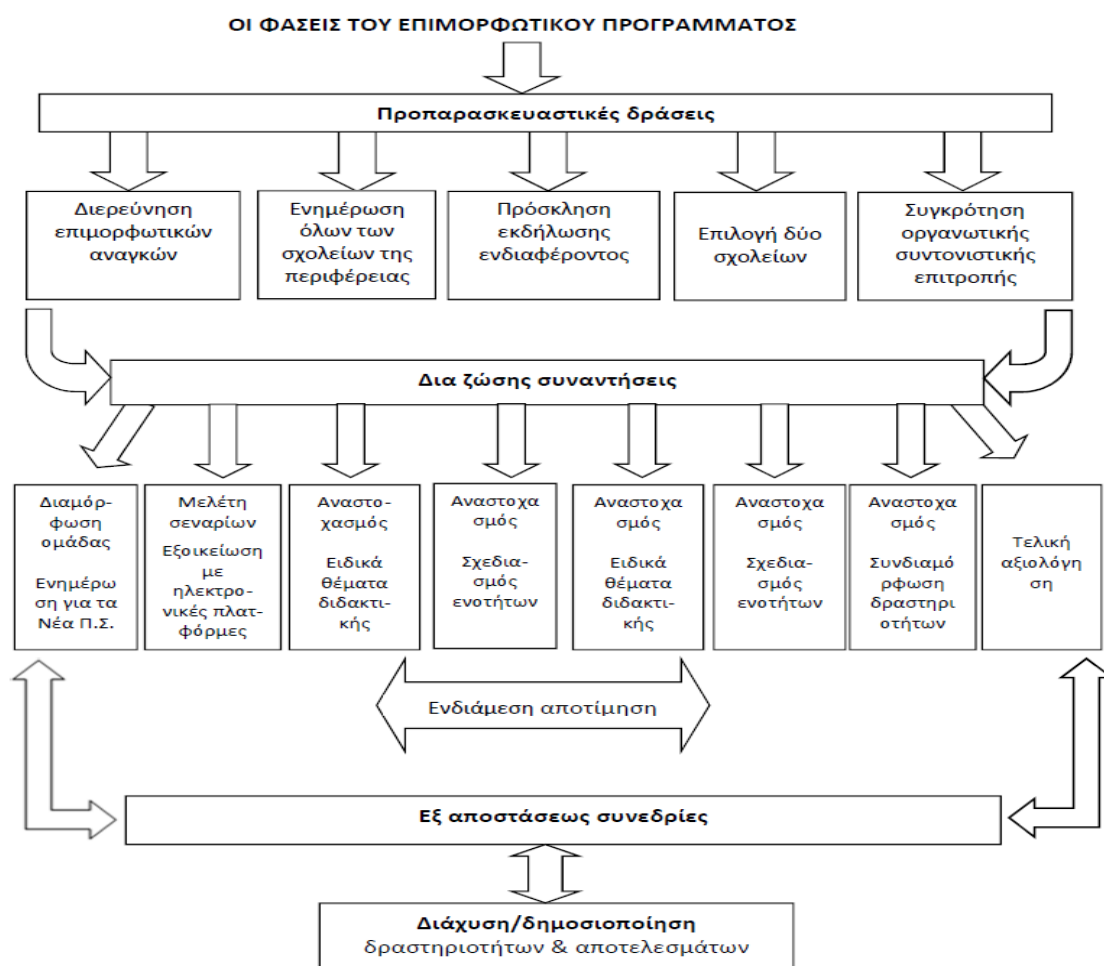 ΟΙ ΦΑΣΕΙΣ ΤΟΥ ΕΠΙΜΟΡΦΩΤΙΚΟΥ ΠΡΟΓΡΑΜΜΑΤΟΣ
Προπαρασκευαστικές δράσεις
Διερεύνηση
επιμορφωτικών
αναγκών
Ενημέρωση
όλων των
σχολείων της
περιφέρειας
Πρόσκληση
εκδήλωσης
ενδιαφέροντος
Επιλογή δύο
σχολείων
Συγκρότηση
οργανωτικής
συντονιστικής
επιτροπής
Δια ζώσης συναντήσεις
Διαμόρ-
φωση
ομάδας
Ενημέρω
ση για τα
Νέα Π.Σ.
Μελέτη
σεναρίων
Εξοικείωση
με
ηλεκτρο-
νικές πλατ-
φόρμες
Αναστο-
χασμός
Ειδικά
θέματα
διδακτι-
κής
Αναστοχα
σμός
Σχεδια-
σμός
ενοτήτων
Αναστοχα
σμός
Ειδικά
θέματα
διδακτι-
κής
Αναστοχα
σμός
Σχεδια-
σμός
ενοτήτων
Αναστοχα
σμός
Συνδιαμό
ρφωση
δραστηρι
οτήτων
Τελική
αξιολόγη
ση
Ενδιάμεση αποτίμηση
Εξ αποστάσεως συνεδρίες
Διάχυση/δημοσιοποίηση
δραστηριοτήτων & αποτελεσμάτων